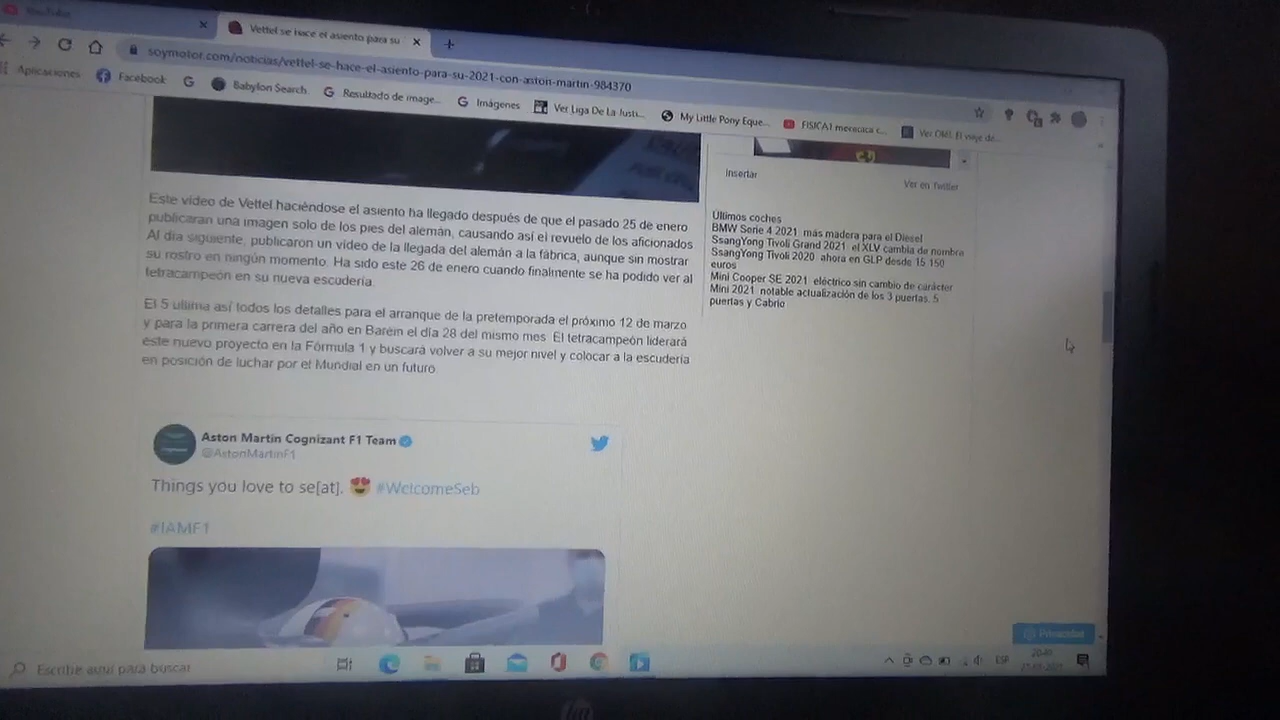 YouTube
Vettel se hace el asiento para su
soymotor.com/noticias/vettel-se-hace-el-asiento-para-su-2021-con-aston-martin-984370
Aplicaciones
Facebook
Babylon Search
Resultado de image...
Imágenes
Ver Liga De La Justi...
My Little Pony Eque...
FISICA1 mecanica c...
Insertar
Ver en Twitter
Este vídeo de Vettel haciéndose el asiento ha llegado después de que el pasado 25 de enero
publicaran una imagen solo de los pies del alemán, causando así el revuelo de los aficionados
Al día siguiente, publicaron un vídeo de la llegada del alemán a la fábrica, aunque sin mostrar
su rostro en ningún momento. Ha sido este 26 de enero cuando finalmente se ha podido ver al
tetracampeón en su nueva escudería.
El 5 ultima así todos los detalles para el arranque de la pretemporada el próximo 12 de marzo
y para la primera carrera del año en Baréin el día 28 del mismo mes El tetracampeón liderará
este nuevo proyecto en la Fórmula 1 y buscará volver a su mejor nivel y colocar a la escudería
en posición de luchar por el Mundial en un futuro
Últimos coches
BMW Serie 4 2021 más madera para el Diesel
SsangYong Tivoli Grand 2021 el XLV cambia de nombre
SsangYong Tivoli 2020 ahora en GLP desde 15 150
euros
Mini Cooper SE 2021 eléctrico sin cambio de carácter
Mini 2021 notable actualización de los 3 puertas, 5
puertas y Cabrio
Aston Martin Cognizant F1 Team
@AstonMartinF1
Things you love to se[at]. 😍 #WelcomeSeb
#IAMF1
Privacidad
Escribe aquí para buscar
ESP
hp